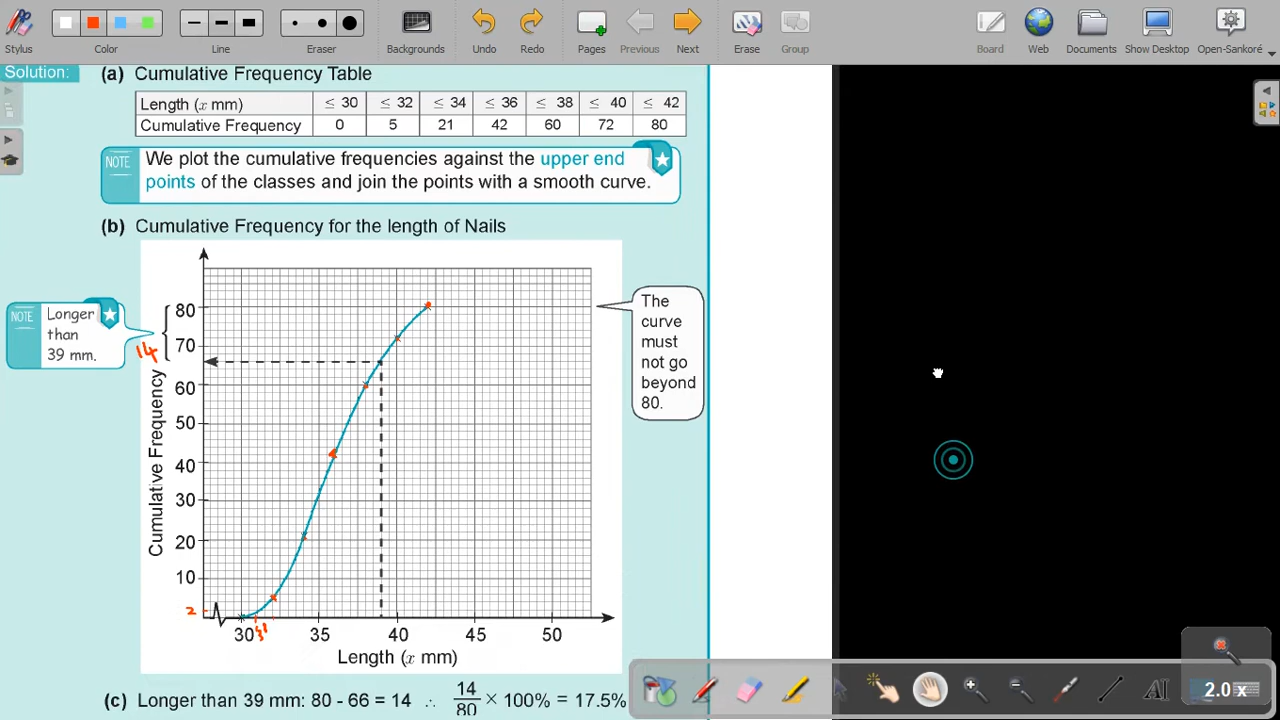 Stylus
Color
Line
Eraser
Backgrounds
Undo
Redo
Pages
Previous
Next
Erase
Group
Board
Web
Documents
Show Desktop
Open-Sankoré
Solution:
(a) Cumulative Frequency Table
Length (x mm) ≤ 30 ≤ 32 ≤ 34 ≤ 36 ≤ 38 ≤ 40 ≤ 42
Cumulative Frequency 0 5 21 42 60 72 80
NOTE
We plot the cumulative frequencies against the upper end
points of the classes and join the points with a smooth curve.
(b) Cumulative Frequency for the length of Nails
NOTE
Longer
than
39 mm.
14
Cumulative Frequency
80
70
60
50
40
30
20
10
2
30 35 40 45 50
31
Length (x mm)
The
curve
must
not go
beyond
80.
(c) Longer than 39 mm: 80 - 66 = 14 ∴ 14/80 × 100% = 17.5%
2.0 x